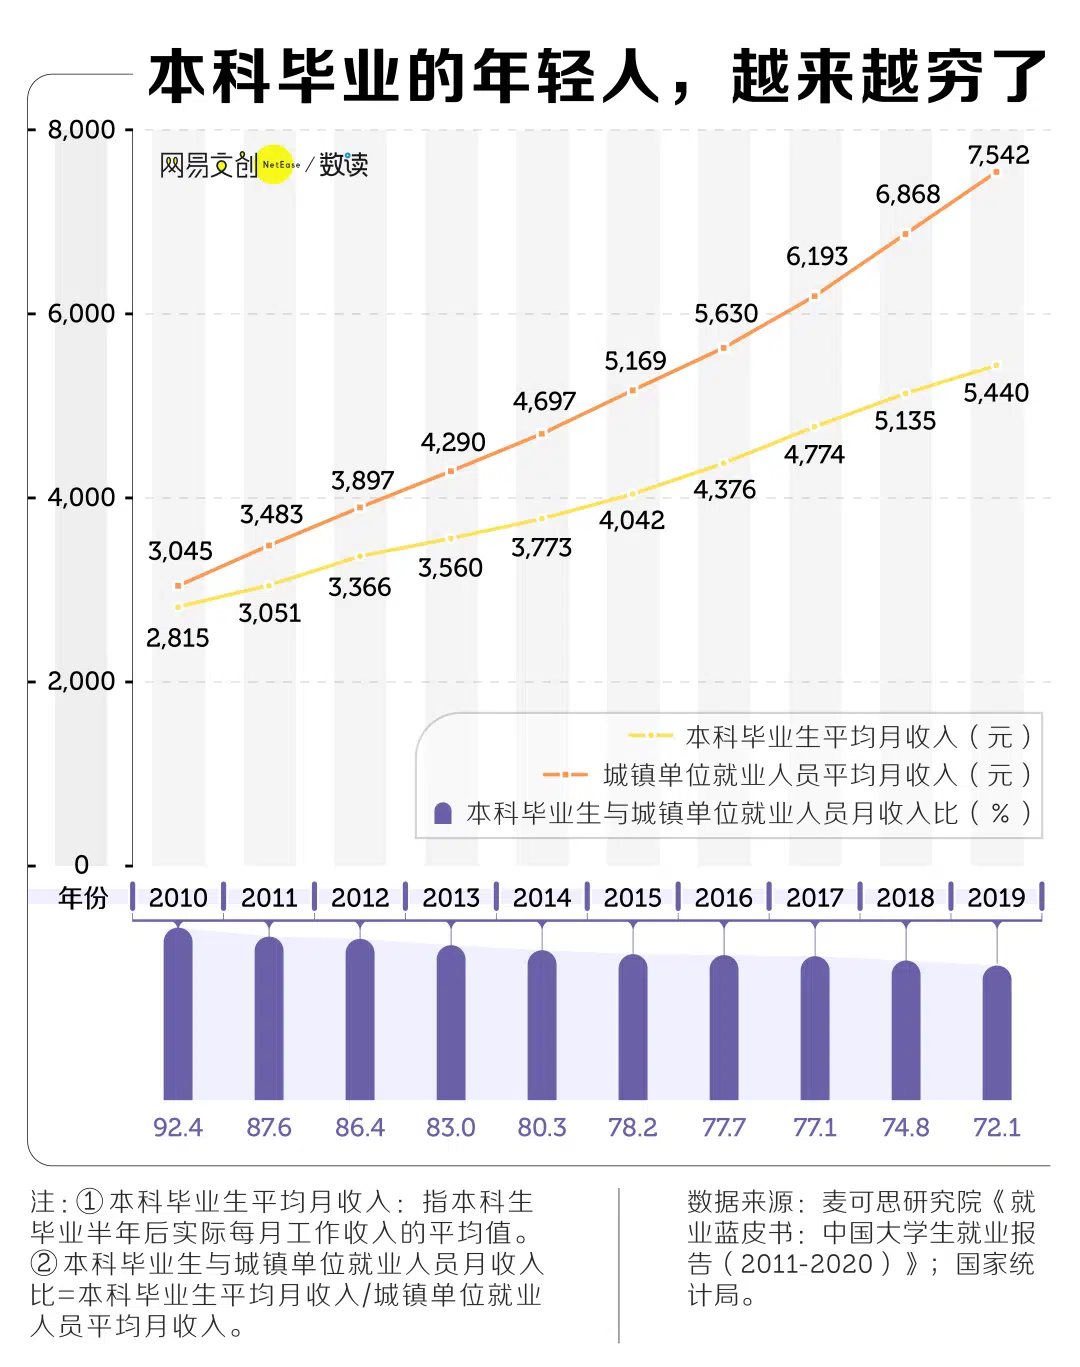 本科毕业的年轻人，越来越穷了
网易文创 NetEase / 数读
8,000
6,000
4,000
2,000
0
3,045
3,483
3,897
4,290
4,697
5,169
5,630
6,193
6,868
7,542
2,815
3,051
3,366
3,560
3,773
4,042
4,376
4,774
5,135
5,440
本科毕业生平均月收入（元）
城镇单位就业人员平均月收入（元）
本科毕业生与城镇单位就业人员月收入比（%）
年份 2010 2011 2012 2013 2014 2015 2016 2017 2018 2019
92.4 87.6 86.4 83.0 80.3 78.2 77.7 77.1 74.8 72.1
注：①本科毕业生平均月收入：指本科生
毕业半年后实际每月工作收入的平均值。
②本科毕业生与城镇单位就业人员月收入
比=本科毕业生平均月收入/城镇单位就业
人员平均月收入。
数据来源：麦可思研究院《就
业蓝皮书：中国大学生就业报
告（2011-2020）》；国家统
计局。